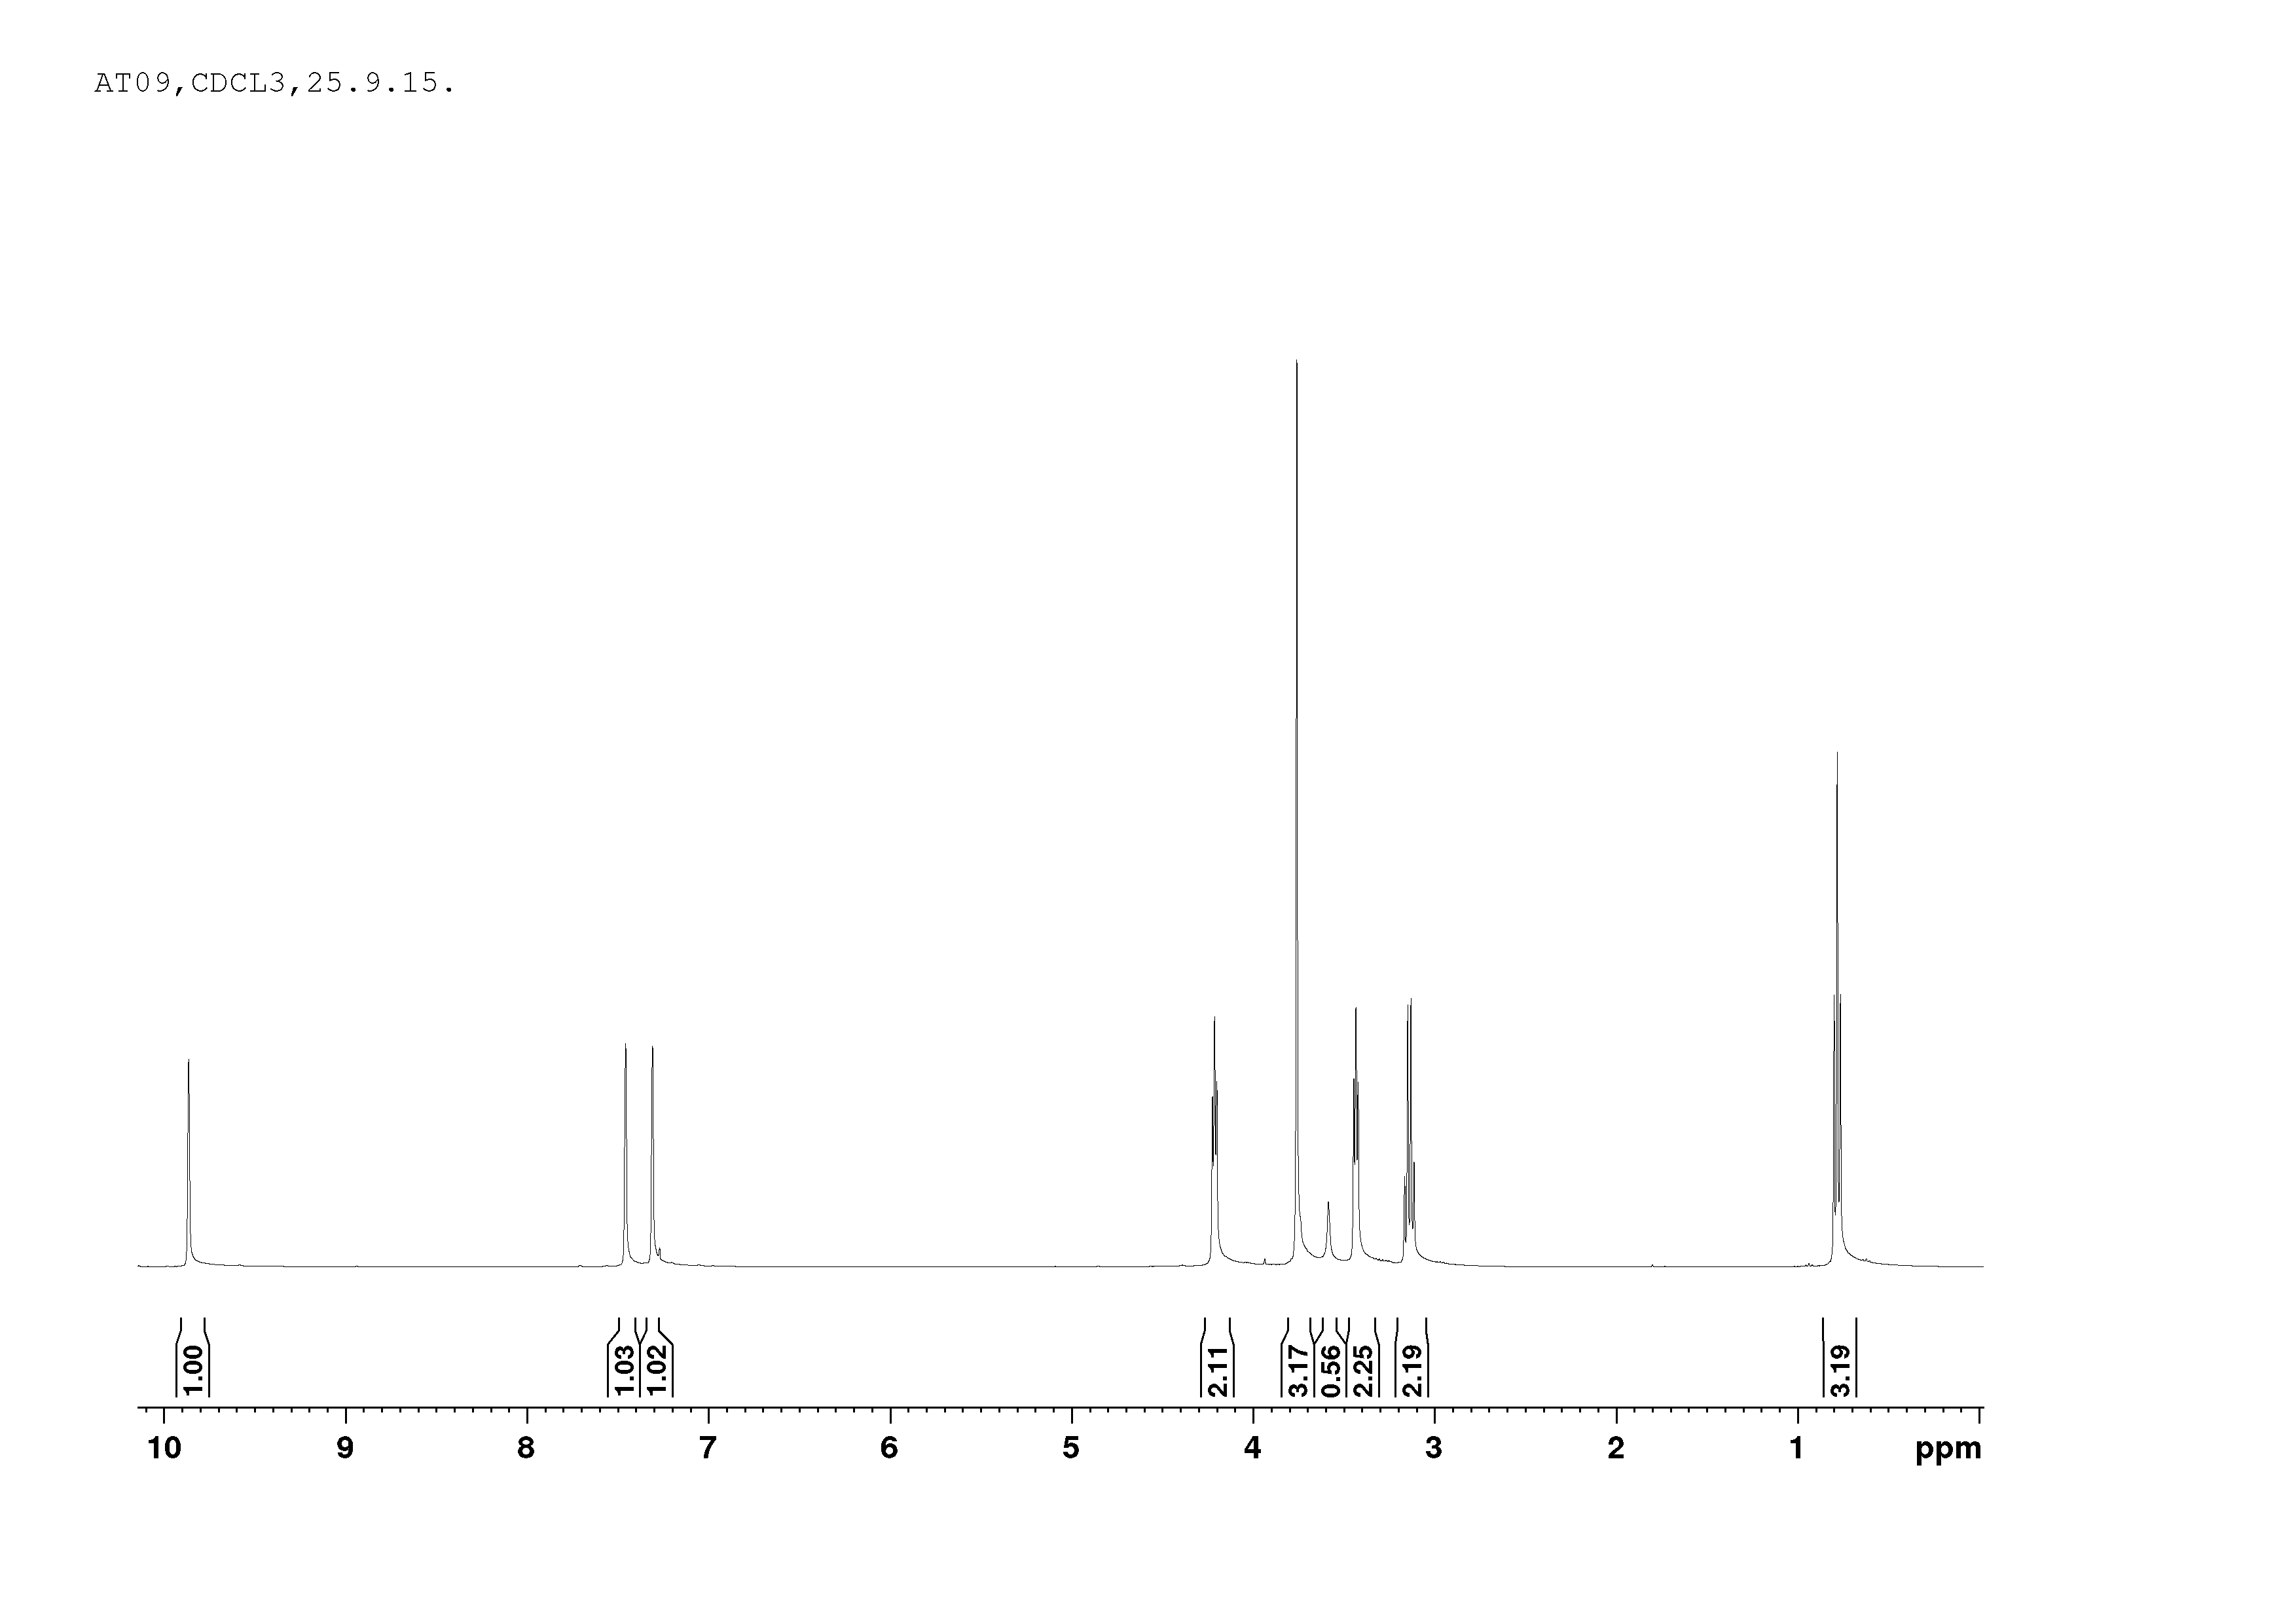 AT09,CDCL3,25.9.15.
1.00 1.03 1.02 2.11 3.17 0.56 2.25 2.19 3.19
10 9 8 7 6 5 4 3 2 1 ppm